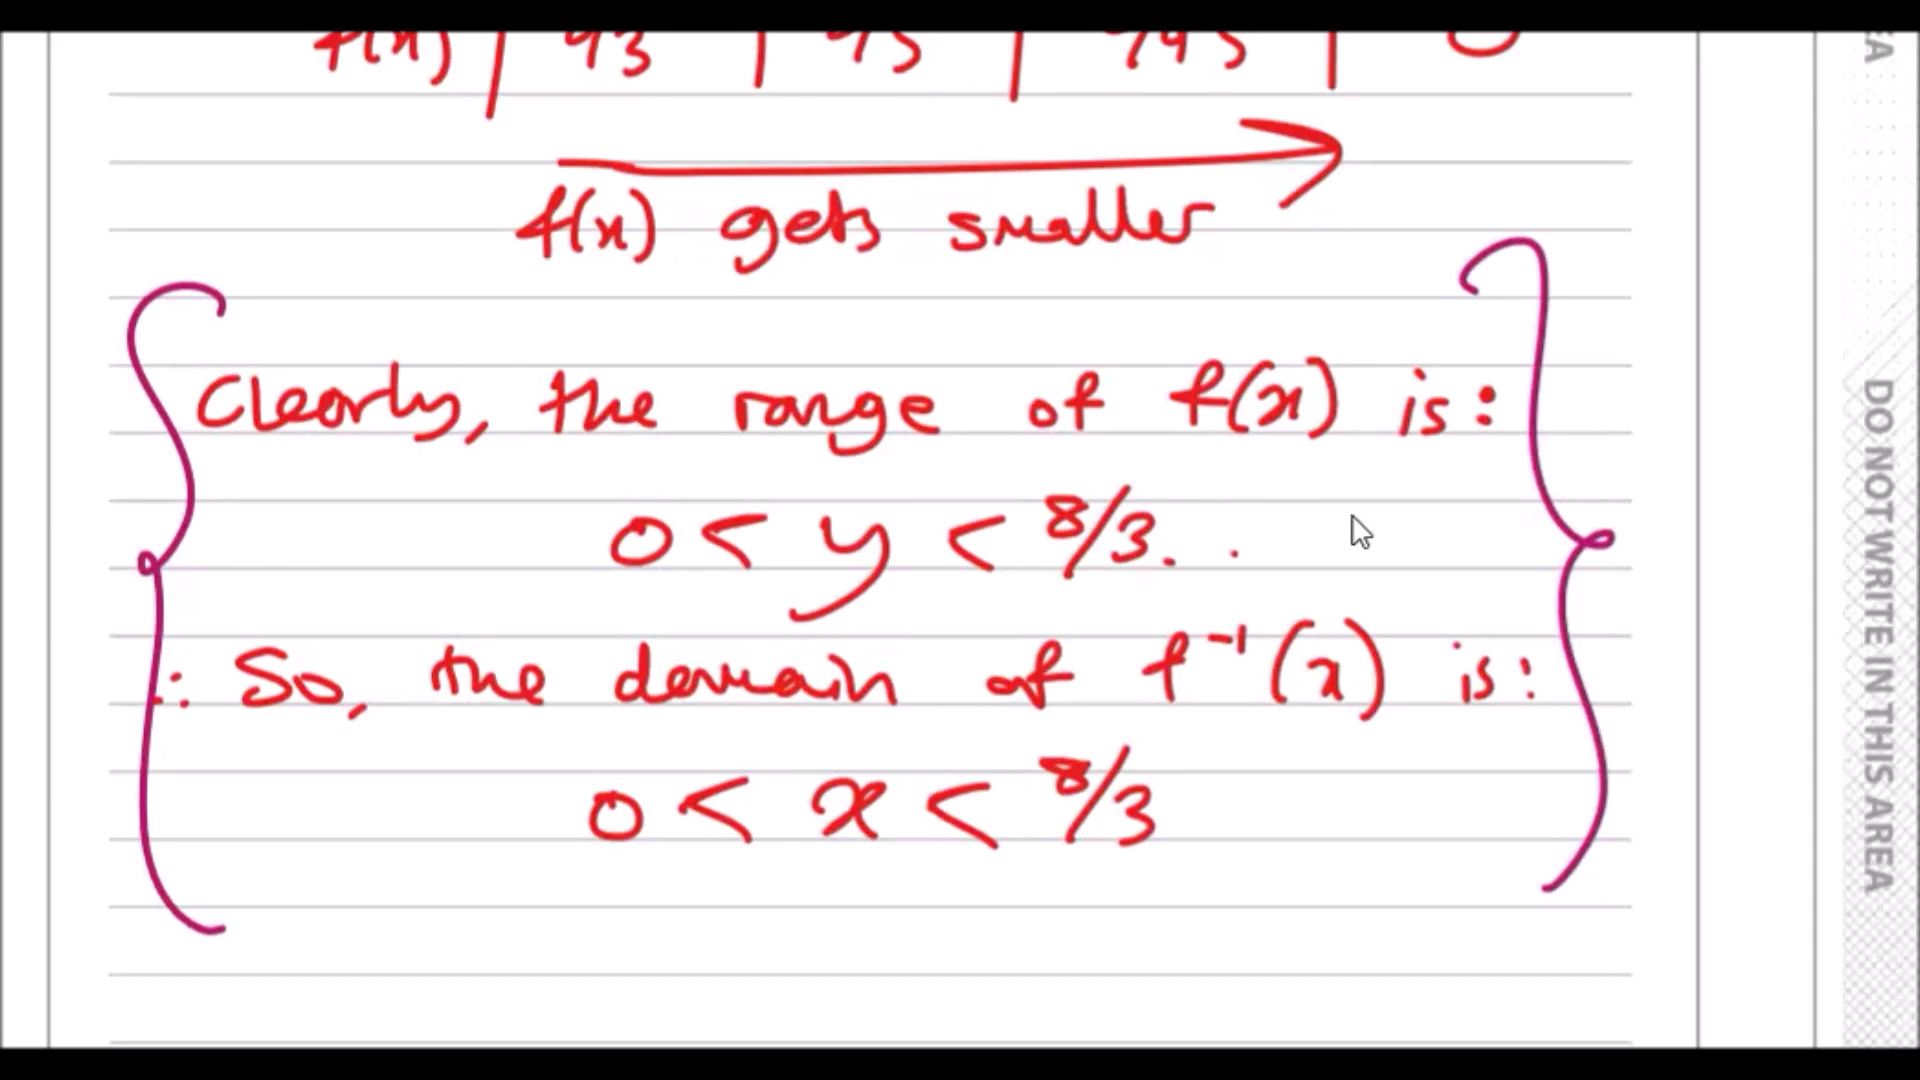 f(x)
f(x) gets smaller
Clearly, the range of f(x) is:
0 < y < 8/3.
∴ So, the domain of f⁻¹(x) is:
0 < x < 8/3
DO NOT WRITE IN THIS AREA